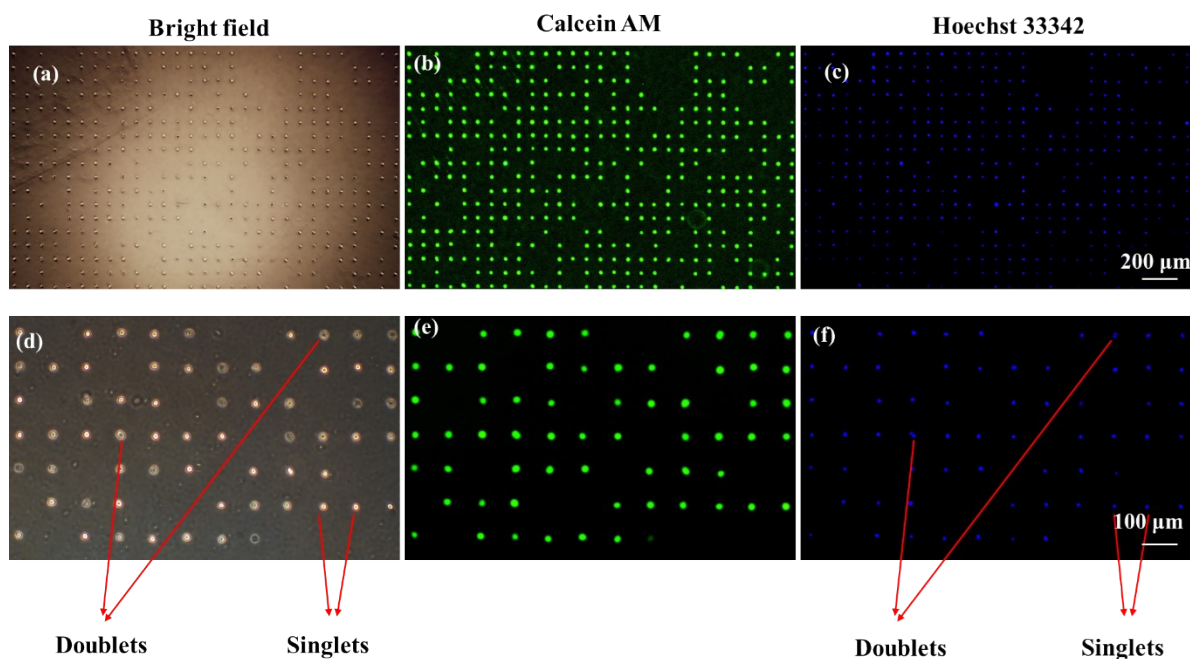 Bright field
Calcein AM
Hoechst 33342
(a)
(b)
(c)
200 µm
(d)
(e)
(f)
100 µm
Doublets
Singlets
Doublets
Singlets